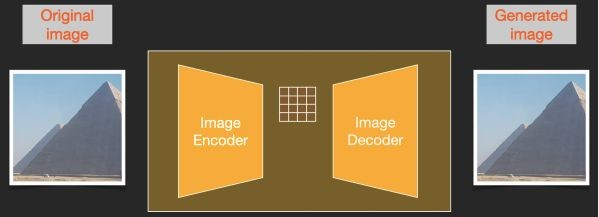 Original
image
Generated
image
Image
Encoder
Image
Decoder